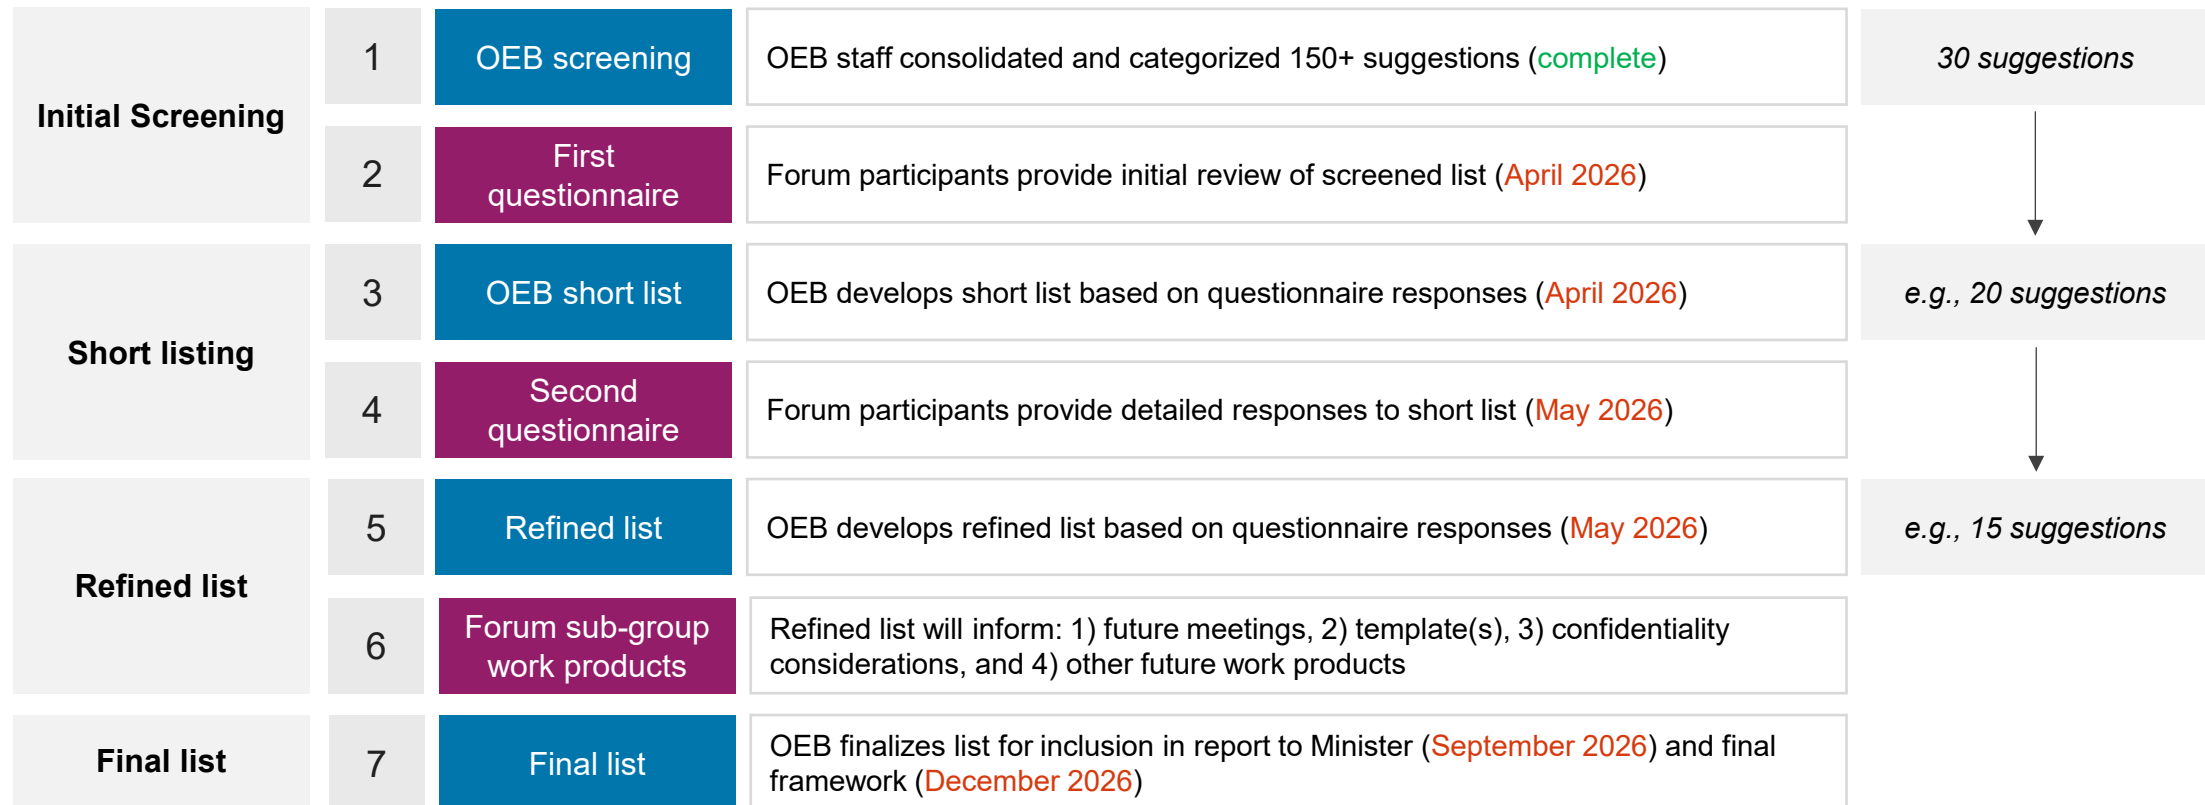 Initial Screening
1
OEB screening
OEB staff consolidated and categorized 150+ suggestions (complete)
30 suggestions
2
First
questionnaire
Forum participants provide initial review of screened list (April 2026)
Short listing
3
OEB short list
OEB develops short list based on questionnaire responses (April 2026)
e.g., 20 suggestions
4
Second
questionnaire
Forum participants provide detailed responses to short list (May 2026)
Refined list
5
Refined list
OEB develops refined list based on questionnaire responses (May 2026)
e.g., 15 suggestions
6
Forum sub-group
work products
Refined list will inform: 1) future meetings, 2) template(s), 3) confidentiality
considerations, and 4) other future work products
Final list
7
Final list
OEB finalizes list for inclusion in report to Minister (September 2026) and final
framework (December 2026)